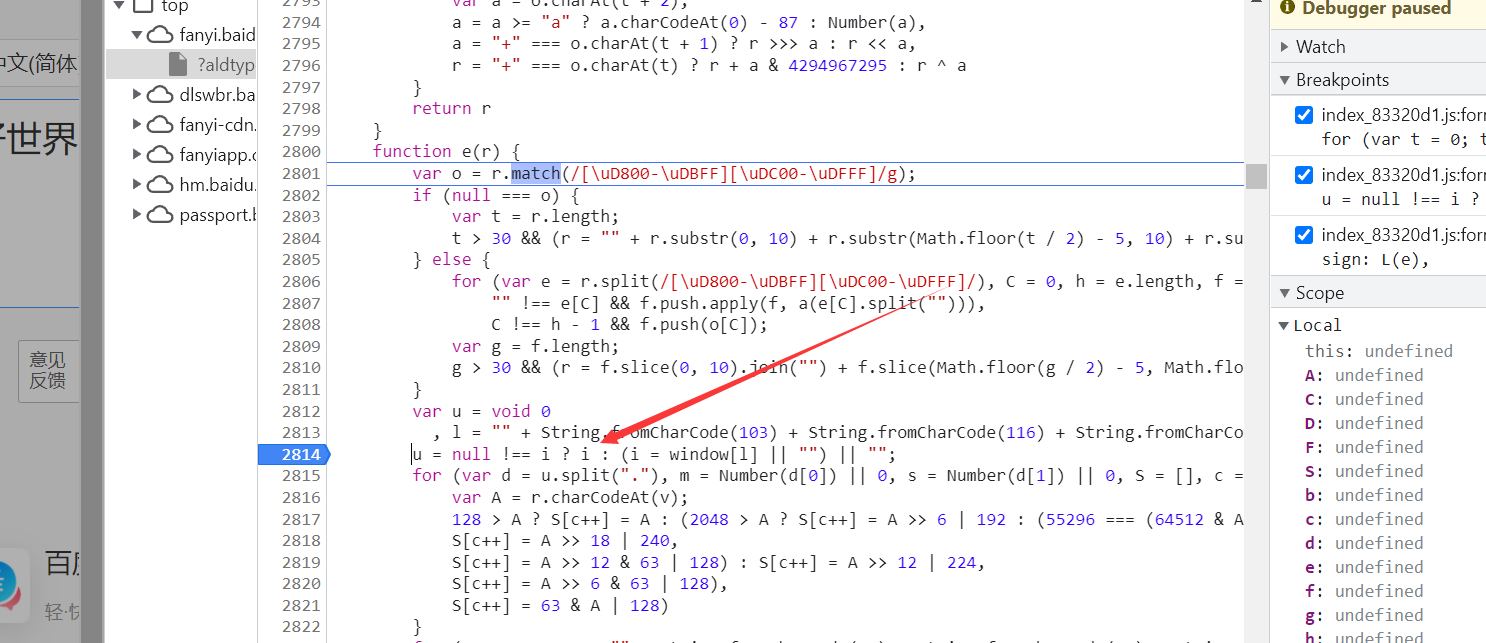 top
fanyi.baid
?aldtyp
dlswbr.ba
fanyi-cdn.
fanyiapp.c
hm.baidu.
passport.b
中文(简体
好世界
意见
反馈
百度
轻·快
2793 var a = o.charAt(t + 2);
2794 a = a >= "a" ? a.charCodeAt(0) - 87 : Number(a),
2795 a = "+" === o.charAt(t + 1) ? r >>> a : r << a,
2796 r = "+" === o.charAt(t) ? r + a & 4294967295 : r ^ a
2797 }
2798 return r
2799 }
2800 function e(r) {
2801 var o = r.match(/[\uD800-\uDBFF][\uDC00-\uDFFF]/g);
2802 if (null === o) {
2803 var t = r.length;
2804 t > 30 && (r = "" + r.substr(0, 10) + r.substr(Math.floor(t / 2) - 5, 10) + r.su
2805 } else {
2806 for (var e = r.split(/[\uD800-\uDBFF][\uDC00-\uDFFF]/), C = 0, h = e.length, f =
2807 "" !== e[C] && f.push.apply(f, a(e[C].split(""))),
2808 C !== h - 1 && f.push(o[C]);
2809 var g = f.length;
2810 g > 30 && (r = f.slice(0, 10).join("") + f.slice(Math.floor(g / 2) - 5, Math.flo
2811 }
2812 var u = void 0
2813 , l = "" + String.fromCharCode(103) + String.fromCharCode(116) + String.fromCharCo
2814 u = null !== i ? i : (i = window[l] || "") || "";
2815 for (var d = u.split("."), m = Number(d[0]) || 0, s = Number(d[1]) || 0, S = [], c =
2816 var A = r.charCodeAt(v);
2817 128 > A ? S[c++] = A : (2048 > A ? S[c++] = A >> 6 | 192 : (55296 === (64512 & A
2818 S[c++] = A >> 18 | 240,
2819 S[c++] = A >> 12 & 63 | 128) : S[c++] = A >> 12 | 224,
2820 S[c++] = A >> 6 & 63 | 128),
2821 S[c++] = 63 & A | 128)
2822 }
Debugger paused
Watch
Breakpoints
index_83320d1.js:forr
for (var t = 0; t
index_83320d1.js:forr
u = null !== i ?
index_83320d1.js:forr
sign: L(e),
Scope
Local
this: undefined
A: undefined
C: undefined
D: undefined
F: undefined
S: undefined
b: undefined
c: undefined
d: undefined
e: undefined
f: undefined
g: undefined
h: undefined